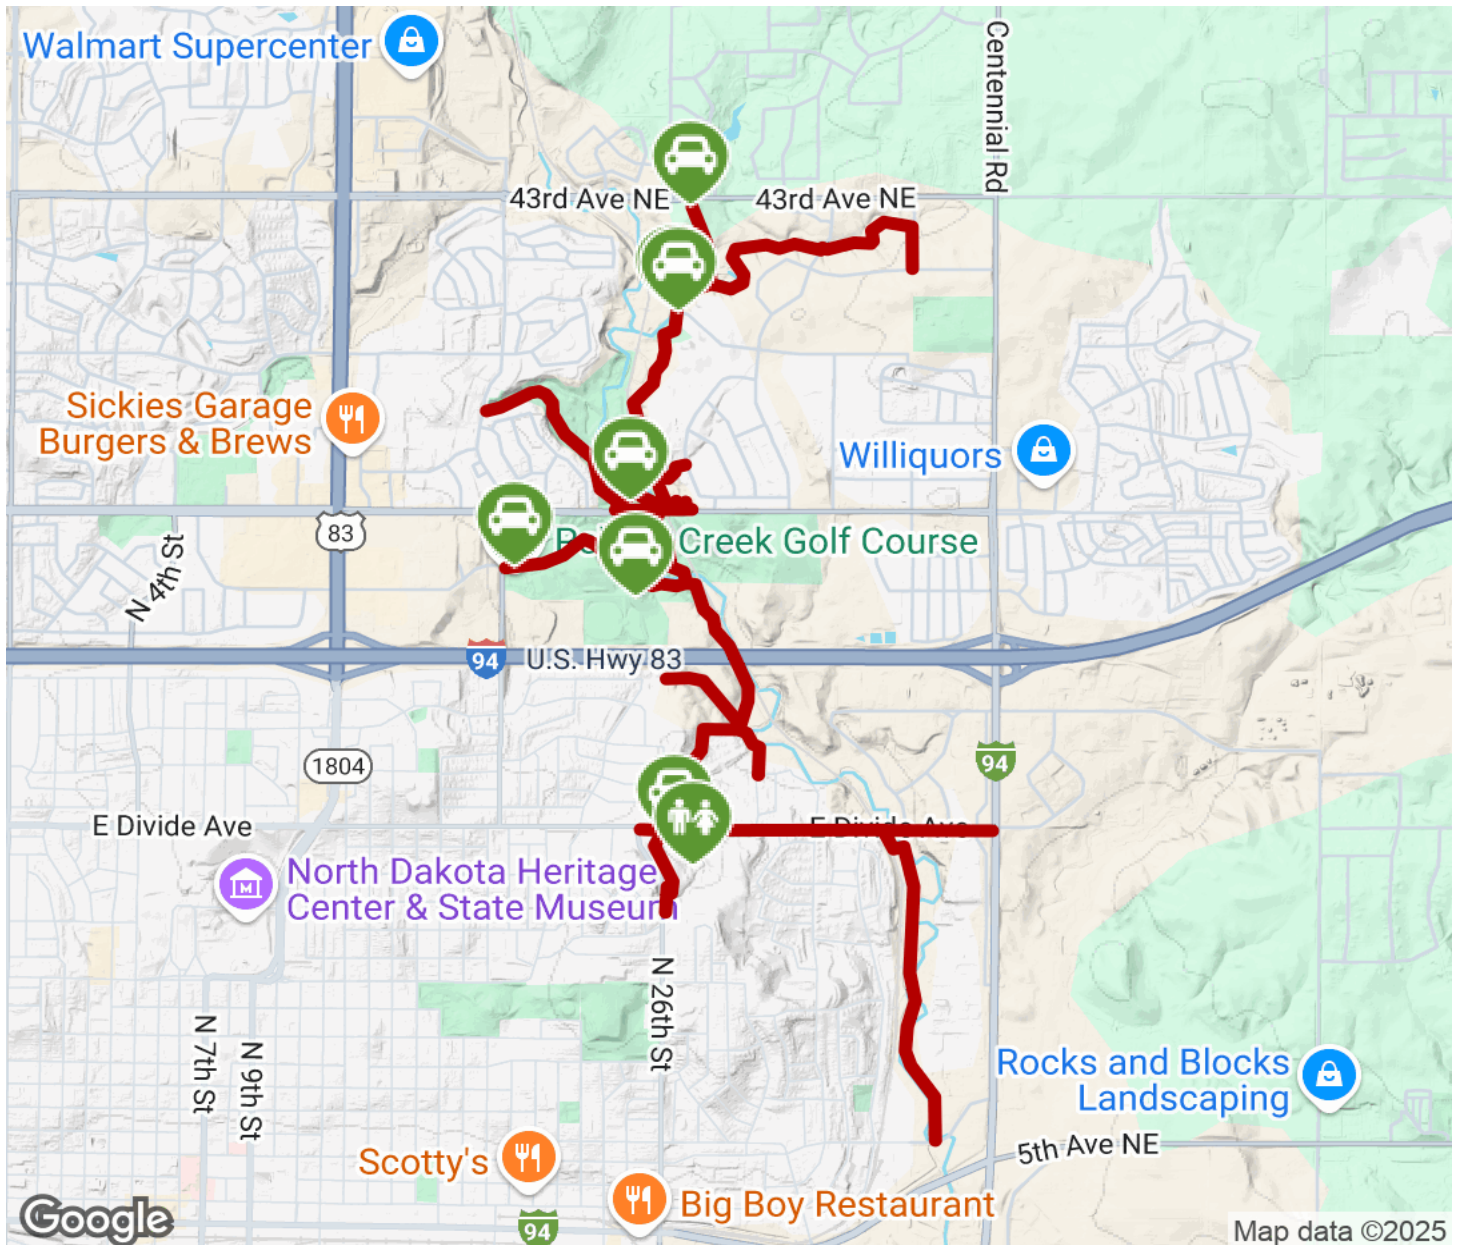 Walmart Supercenter
Centennial Rd
43rd Ave NE
43rd Ave NE
Sickies Garage
Burgers & Brews
Williquors
83
Creek Golf Course
N 4th St
94
U.S. Hwy 83
1804
94
E Divide Ave
E Divide Ave
North Dakota Heritage
Center & State Museum
N 26th St
N 7th St
N 9th St
Rocks and Blocks
Landscaping
5th Ave NE
Scotty's
Big Boy Restaurant
94
Google
Map data ©2025